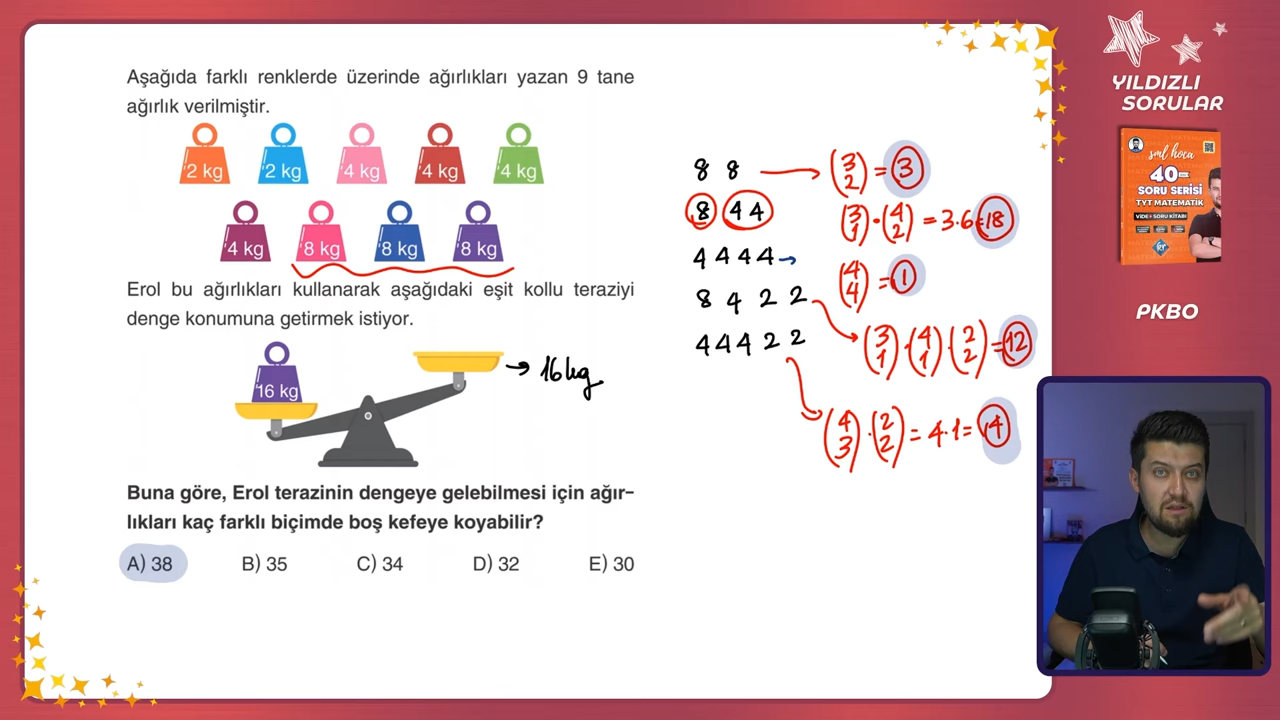 Aşağıda farklı renklerde üzerinde ağırlıkları yazan 9 tane
ağırlık verilmiştir.
2 kg 2 kg 4 kg 4 kg 4 kg
4 kg 8 kg 8 kg 8 kg
Erol bu ağırlıkları kullanarak aşağıdaki eşit kollu teraziyi
denge konumuna getirmek istiyor.
16 kg → 16 kg
Buna göre, Erol terazinin dengeye gelebilmesi için ağır-
lıkları kaç farklı biçimde boş kefeye koyabilir?
A) 38 B) 35 C) 34 D) 32 E) 30
8 8 → (3 2) = 3
8 4 4 (3 1) · (4 2) = 3·6 = 18
4 4 4 4 → (4 4) = 1
8 4 2 2 (3 1) · (4 1) · (2 2) = 12
4 4 4 2 2 (4 3) · (2 2) = 4·1 = 4
YILDIZLI
SORULAR
sml hoca
40
SORU SERİSİ
TYT MATEMATİK
PKBO